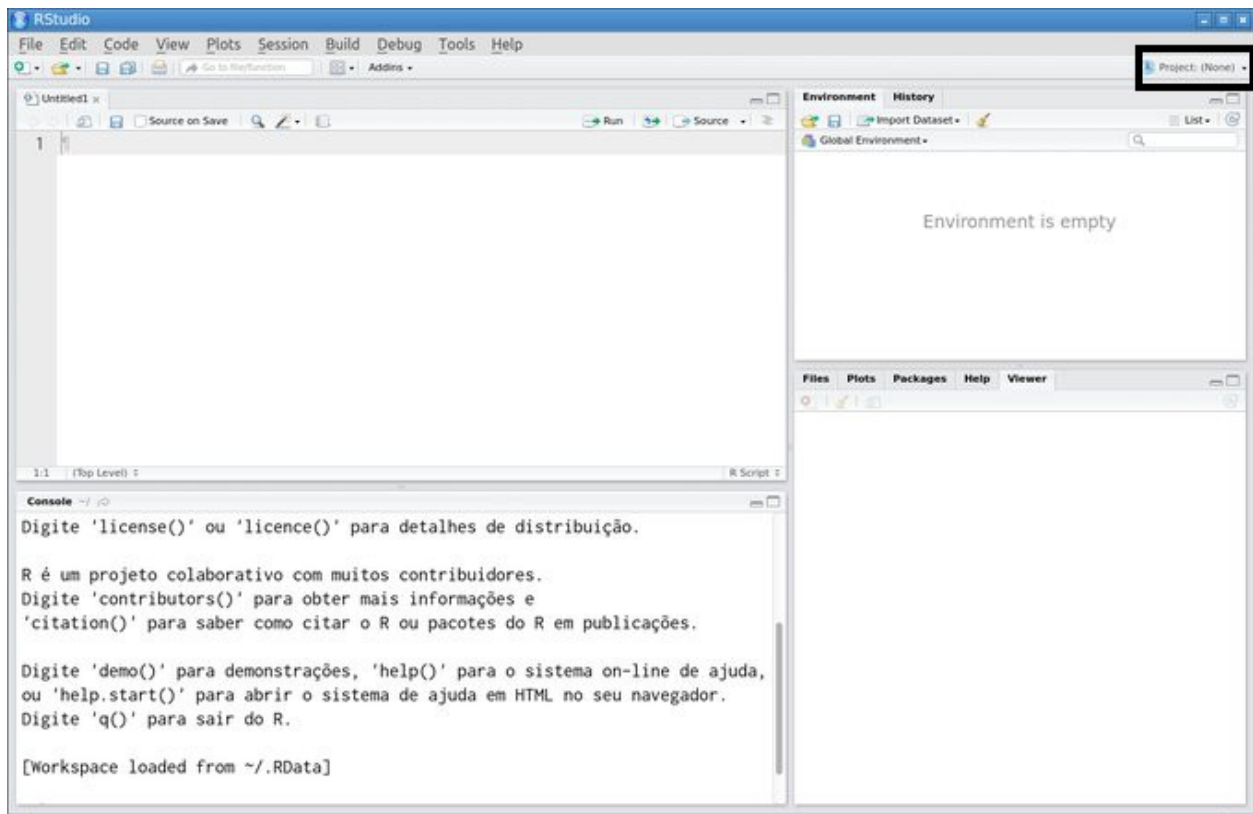 RStudio
File Edit Code View Plots Session Build Debug Tools Help
Go to file/function Addins Project: (None)
Untitled1
Source on Save Run Source
1
1:1 (Top Level) R Script
Environment History
Import Dataset List
Global Environment
Environment is empty
Files Plots Packages Help Viewer
Console ~/
Digite 'license()' ou 'licence()' para detalhes de distribuição.
R é um projeto colaborativo com muitos contribuidores.
Digite 'contributors()' para obter mais informações e
'citation()' para saber como citar o R ou pacotes do R em publicações.
Digite 'demo()' para demonstrações, 'help()' para o sistema on-line de ajuda,
ou 'help.start()' para abrir o sistema de ajuda em HTML no seu navegador.
Digite 'q()' para sair do R.
[Workspace loaded from ~/.RData]